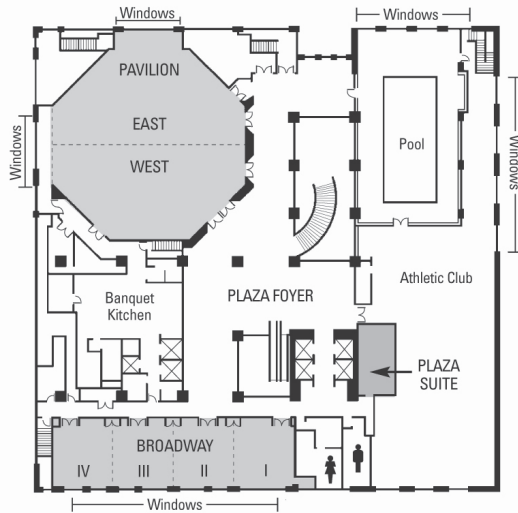 Windows
Windows
PAVILION
EAST
WEST
Windows
Pool
Windows
Athletic Club
Banquet
Kitchen
PLAZA FOYER
PLAZA
SUITE
BROADWAY
IV III II I
Windows